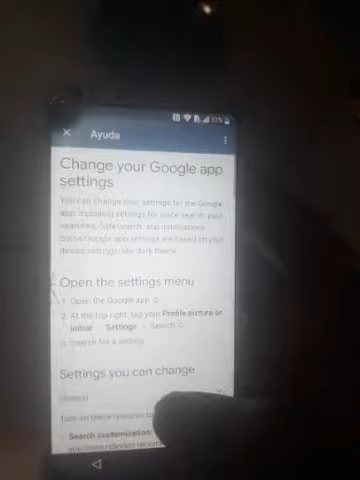 51%
Ayuda
Change your Google app
settings
You can change your settings for the Google
app, including settings for voice search, past
searches, SafeSearch, and notifications.
Some Google app settings are based on your
device settings, like dark theme.
Open the settings menu
1. Open the Google app
2. At the top right, tap your Profile picture or
initial Settings > Search
3. Search for a setting.
Settings you can change
General
Turn on these features
Search customization: